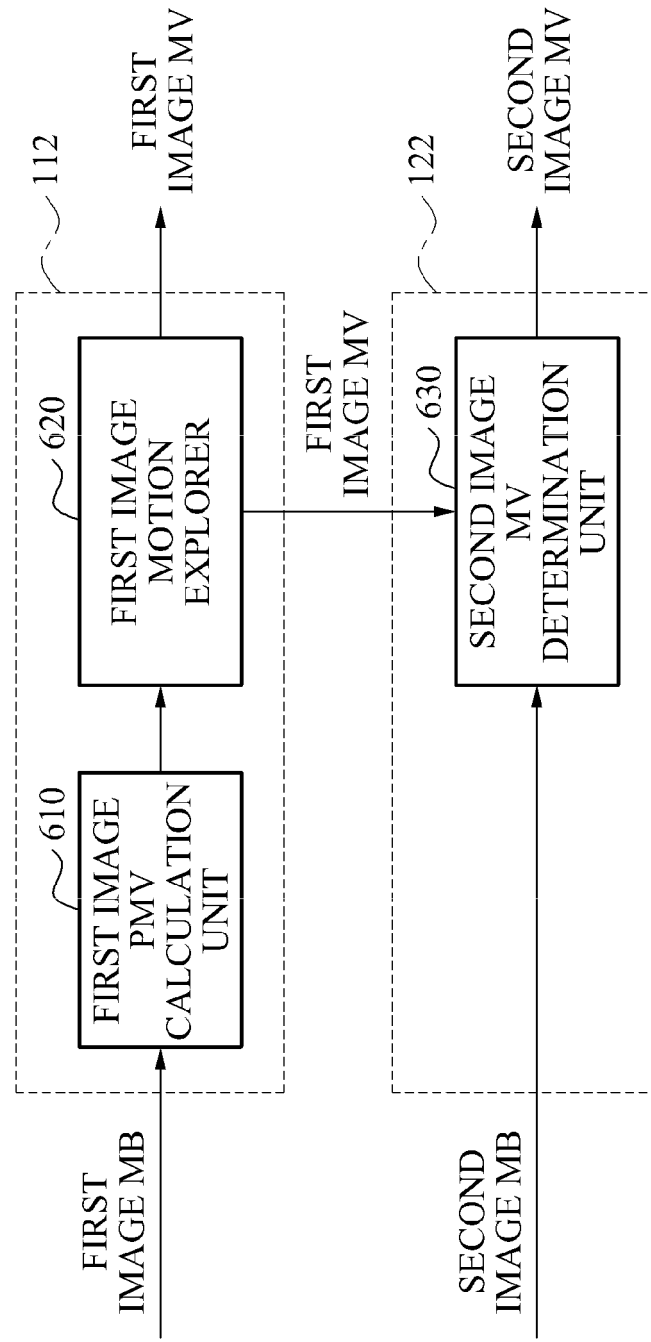 FIRST
IMAGE MB
610
FIRST IMAGE
PMV
CALCULATION
UNIT
620
FIRST IMAGE
MOTION
EXPLORER
112
FIRST
IMAGE MV
FIRST
IMAGE MV
SECOND
IMAGE MB
630
SECOND IMAGE
MV
DETERMINATION
UNIT
122
SECOND
IMAGE MV